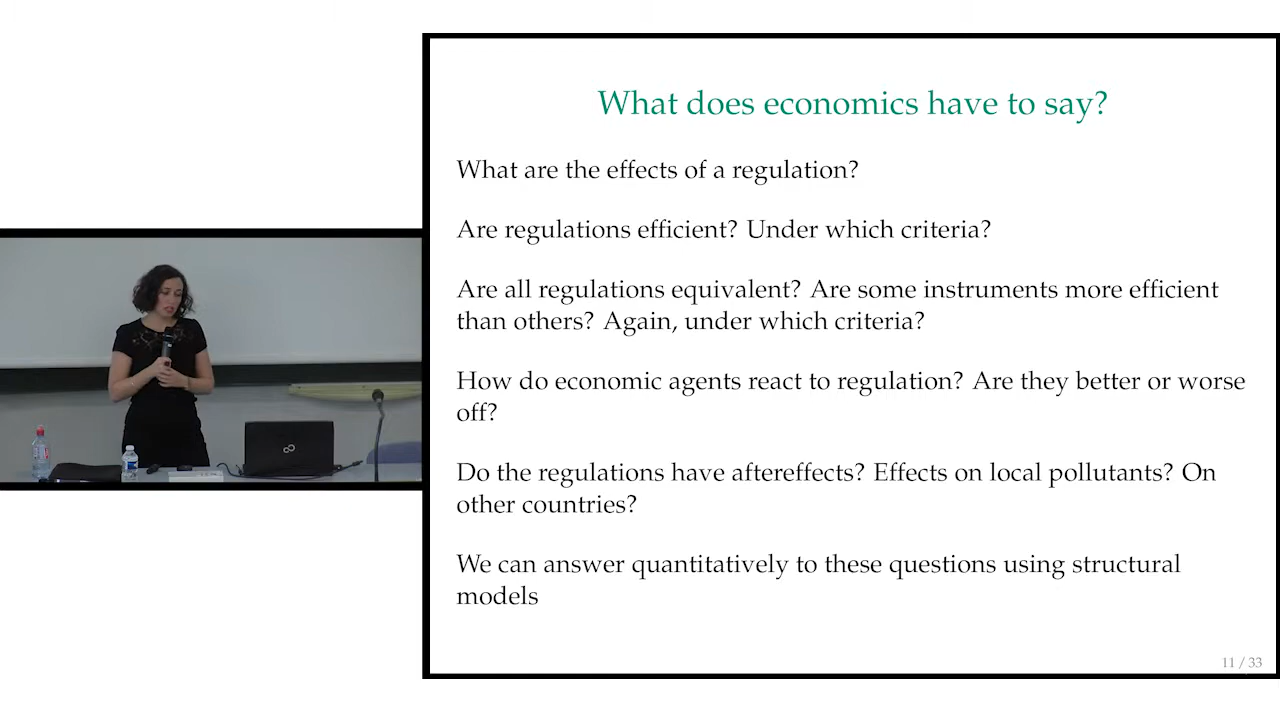 What does economics have to say?
What are the effects of a regulation?
Are regulations efficient? Under which criteria?
Are all regulations equivalent? Are some instruments more efficient
than others? Again, under which criteria?
How do economic agents react to regulation? Are they better or worse
off?
Do the regulations have aftereffects? Effects on local pollutants? On
other countries?
We can answer quantitatively to these questions using structural
models
11 / 33